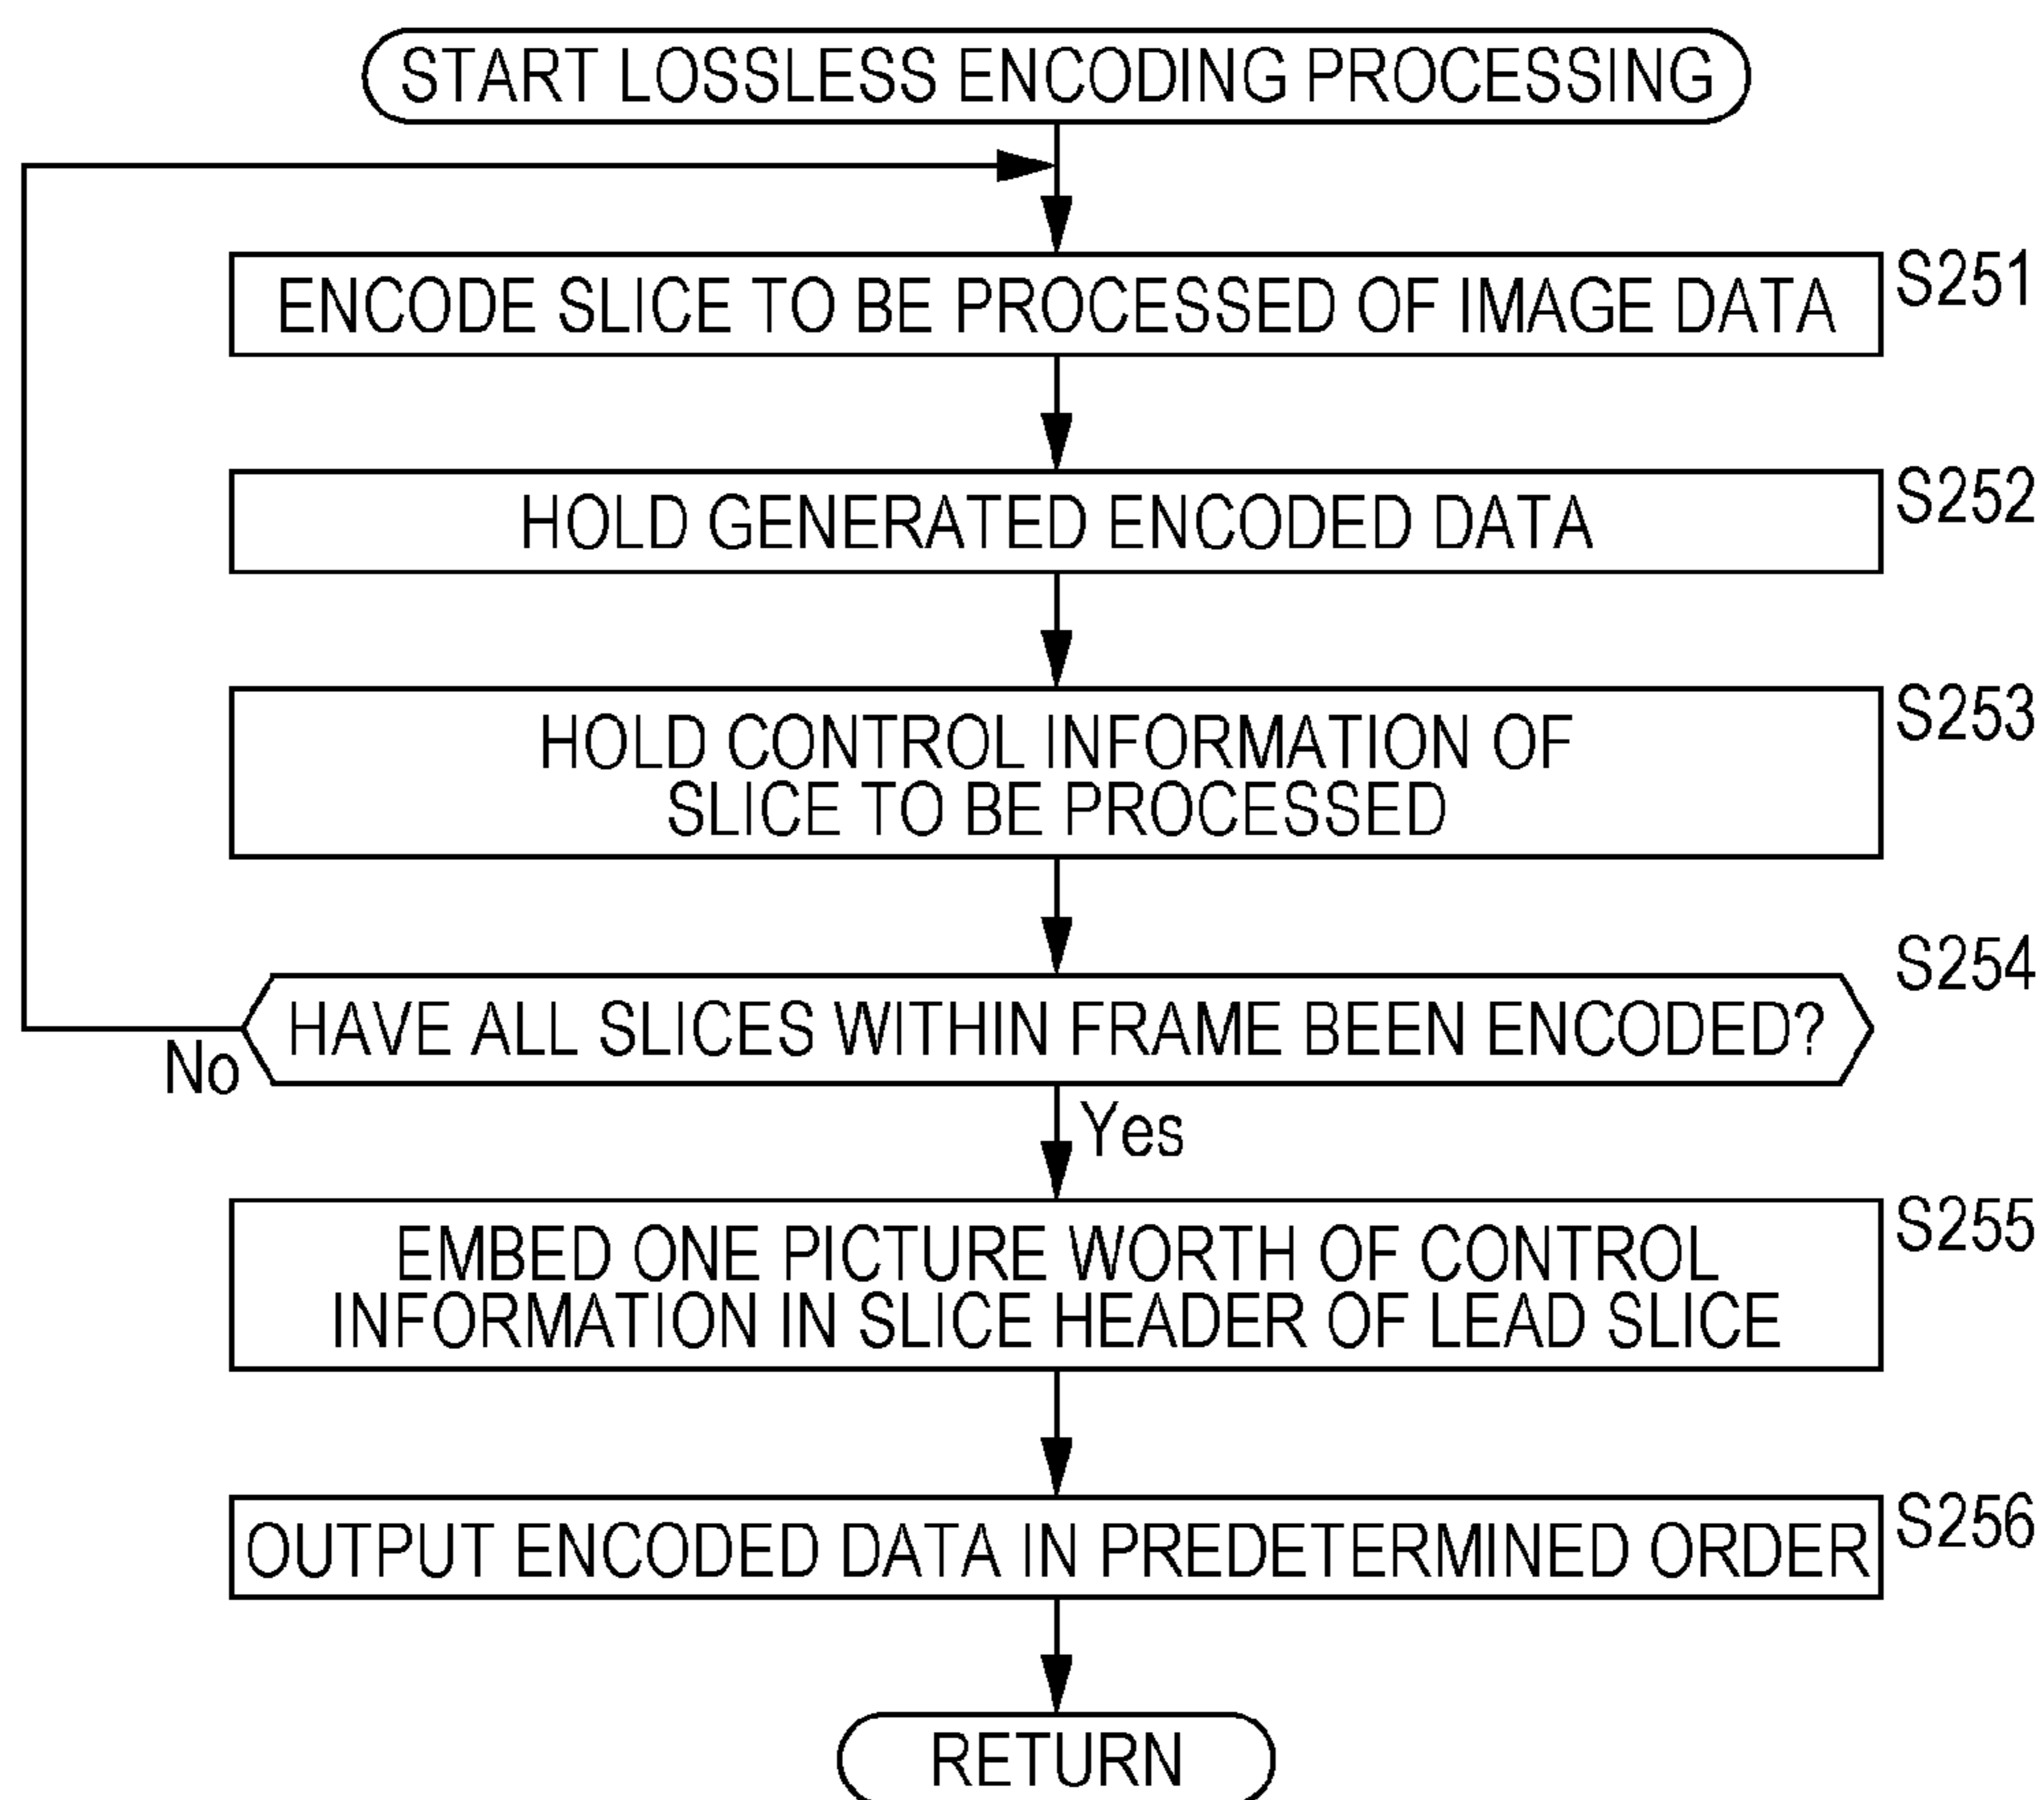 START LOSSLESS ENCODING PROCESSING
ENCODE SLICE TO BE PROCESSED OF IMAGE DATA
S251
HOLD GENERATED ENCODED DATA
S252
HOLD CONTROL INFORMATION OF
SLICE TO BE PROCESSED
S253
HAVE ALL SLICES WITHIN FRAME BEEN ENCODED?
S254
No
Yes
EMBED ONE PICTURE WORTH OF CONTROL
INFORMATION IN SLICE HEADER OF LEAD SLICE
S255
OUTPUT ENCODED DATA IN PREDETERMINED ORDER
S256
RETURN